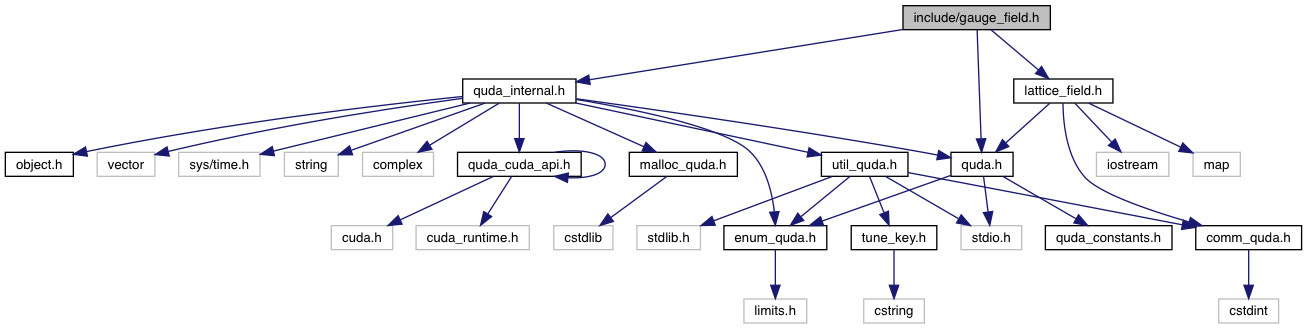 include/gauge_field.h
quda_internal.h
lattice_field.h
object.h
vector
sys/time.h
string
complex
quda_cuda_api.h
malloc_quda.h
util_quda.h
quda.h
iostream
map
cuda.h
cuda_runtime.h
cstdlib
stdlib.h
enum_quda.h
tune_key.h
stdio.h
quda_constants.h
comm_quda.h
limits.h
cstring
cstdint